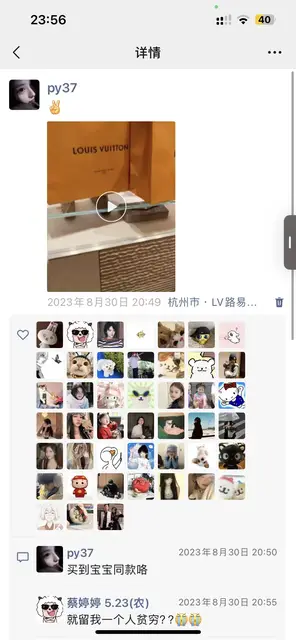 23:56
40
详情
py37
LOUIS VUITTON
2023年8月30日 20:49 杭州市 · LV路易...
py37
2023年8月30日 20:50
买到宝宝同款咯
蔡婷婷 5.23(农)
2023年8月30日 20:55
就留我一个人贫穷??